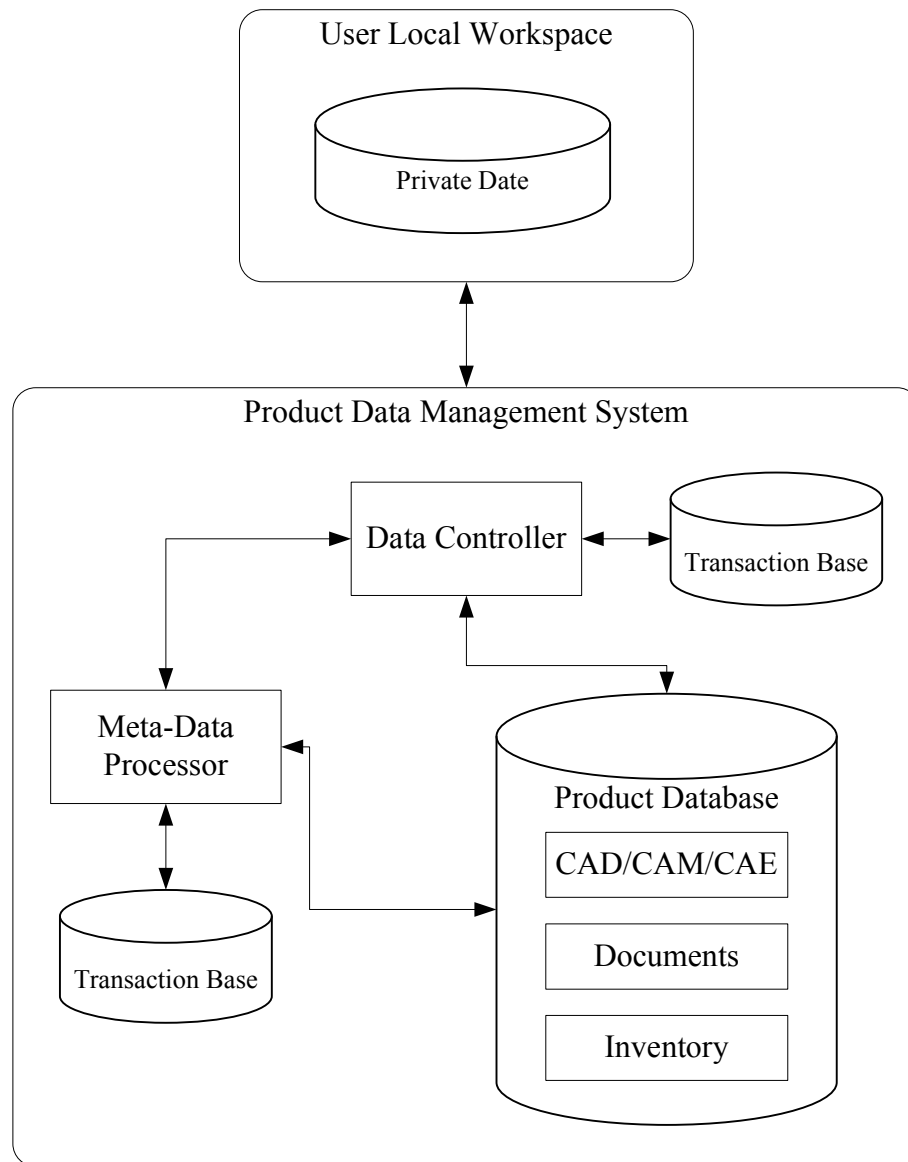 User Local Workspace
Private Date
Product Data Management System
Data Controller
Transaction Base
Meta-Data
Processor
Product Database
CAD/CAM/CAE
Documents
Inventory
Transaction Base